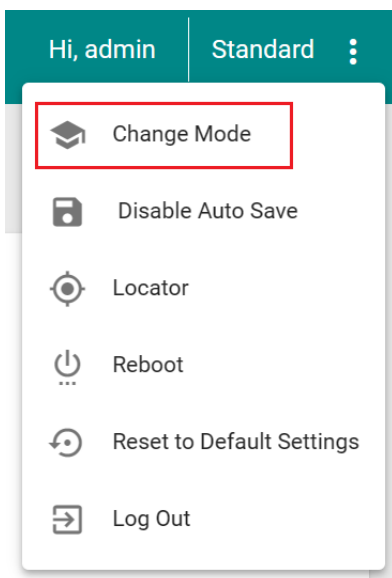 Hi, admin
Standard
Change Mode
Disable Auto Save
Locator
Reboot
Reset to Default Settings
Log Out